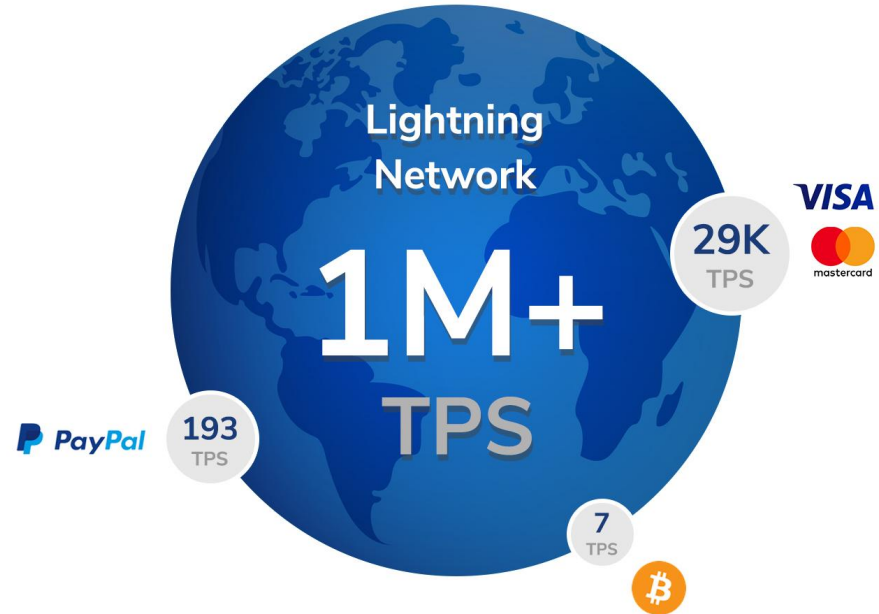 Lightning
Network
1M+
TPS
VISA
mastercard
29K
TPS
PayPal
193
TPS
7
TPS